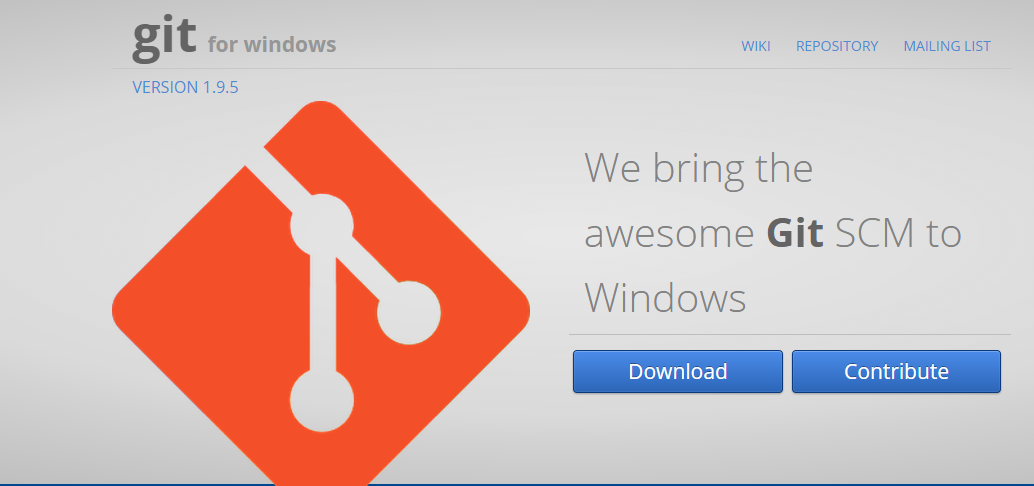 git for windows
WIKI REPOSITORY MAILING LIST
VERSION 1.9.5
We bring the
awesome Git SCM to
Windows
Download Contribute